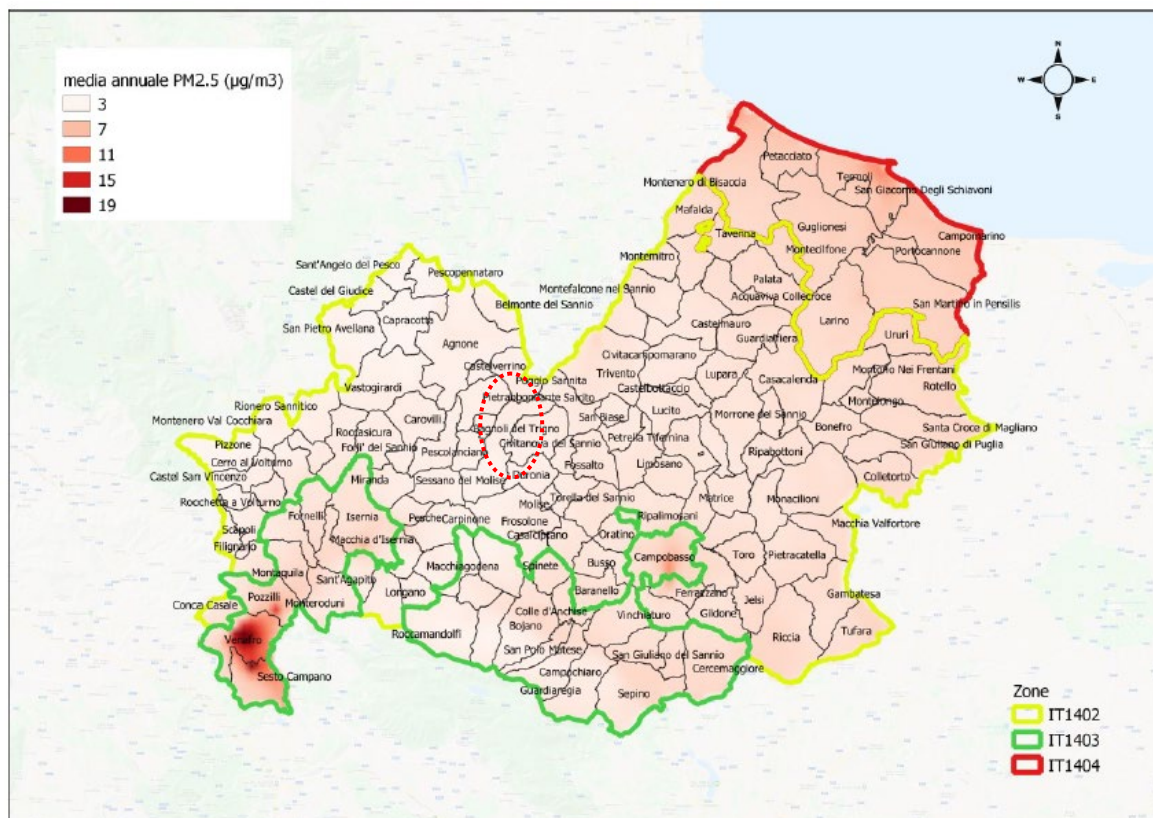 N
W E
S
media annuale PM2.5 (µg/m3)
3
7
11
15
19
Petacciato
Termoli
San Giacomo Degli Schiavoni
Montenero di Bisaccia
Mafalda
Guglionesi
Campomarino
Tavenna
Montecilfone
Portocannone
Montemitro
Sant'Angelo del Pesco
Pescopennataro
Palata
Castel del Giudice
Montefalcone nel Sannio
Acquaviva Collecroce
Belmonte del Sannio
San Martino in Pensilis
Capracotta
San Pietro Avellana
Castelmauro
Larino
Agnone
Guardialfiera
Ururi
Civitacampomarano
Castelverrino
Trivento
Lupara
Casacalenda
Montorio Nei Frentani
Poggio Sannita
Vastogirardi
Castelbottaccio
Rotello
Pietrabbondante
Salcito
Rionero Sannitico
Montelongo
Carovilli
San Biase
Lucito
Morrone del Sannio
Montenero Val Cocchiara
Roccasicura
Bagnoli del Trigno
Bonefro
Santa Croce di Magliano
Pizzone
Forli' del Sannio
Civitanova del Sannio
Petrella Tifernina
San Giuliano di Puglia
Pescolanciano
Ripabottoni
Cerro al Volturno
Fossalto
Limosano
Castel San Vincenzo
Miranda
Sessano del Molise
Duronia
Colletorto
Rocchetta a Volturno
Torella del Sannio
Matrice
Monacilioni
Molise
Fornelli
Isernia
Pesche
Carpinone
Frosolone
Ripalimosani
Macchia Valfortore
Scapoli
Casalciprano
Oratino
Filignano
Macchia d'Isernia
Campobasso
Toro
Pietracatella
Macchiagodena
Spinete
Busso
Montaquila
Sant'Agapito
Longano
Baranello
Ferrazzano
Jelsi
Gambatesa
Pozzilli
Conca Casale
Monteroduni
Colle d'Anchise
Vinchiaturo
Gildone
Bojano
Roccamandolfi
Riccia
Tufara
Venafro
San Polo Matese
San Giuliano del Sannio
Cercemaggiore
Sesto Campano
Campochiaro
Guardiaregia
Sepino
Zone
IT1402
IT1403
IT1404